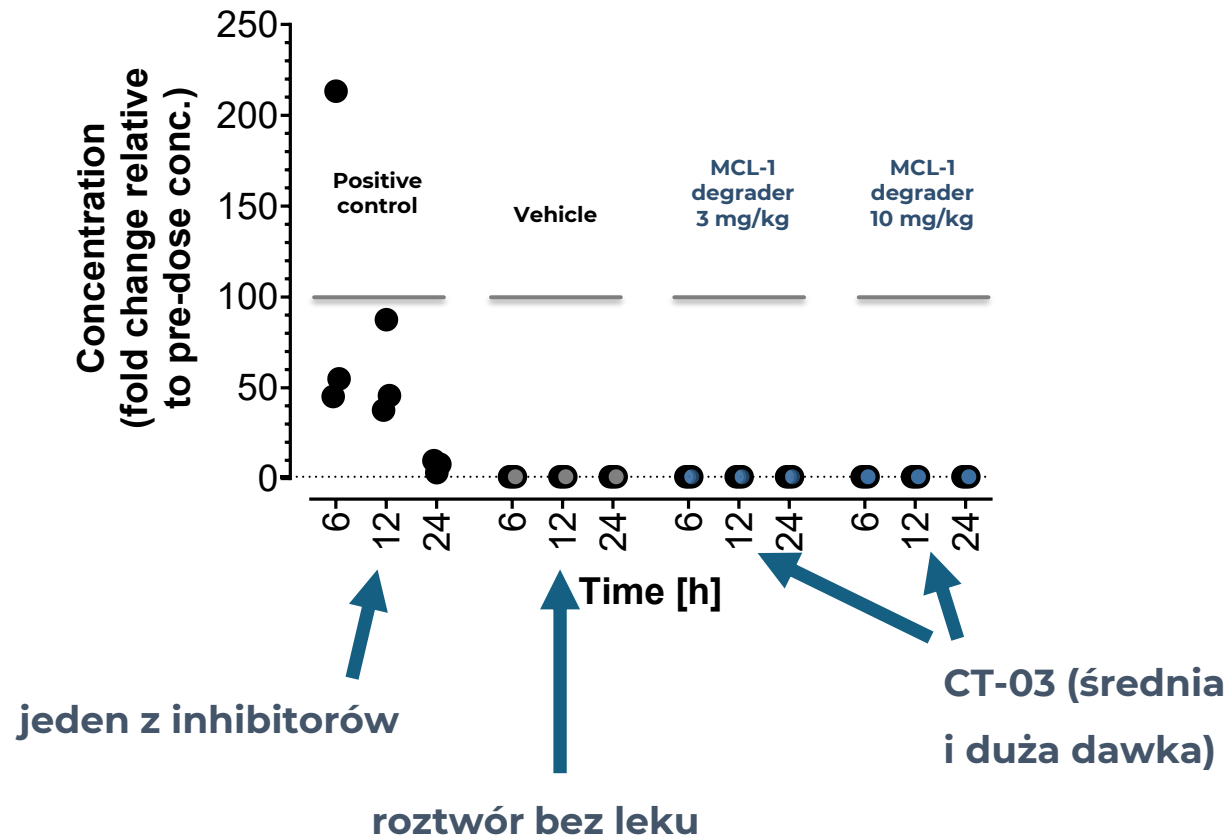 Concentration
(fold change relative
to pre-dose conc.)
250
200
150
100
50
0
Positive
control
Vehicle
MCL-1
degrader
3 mg/kg
MCL-1
degrader
10 mg/kg
6
12
24
6
12
24
6
12
24
6
12
24
Time [h]
jeden z inhibitorów
roztwór bez leku
CT-03 (średnia
i duża dawka)